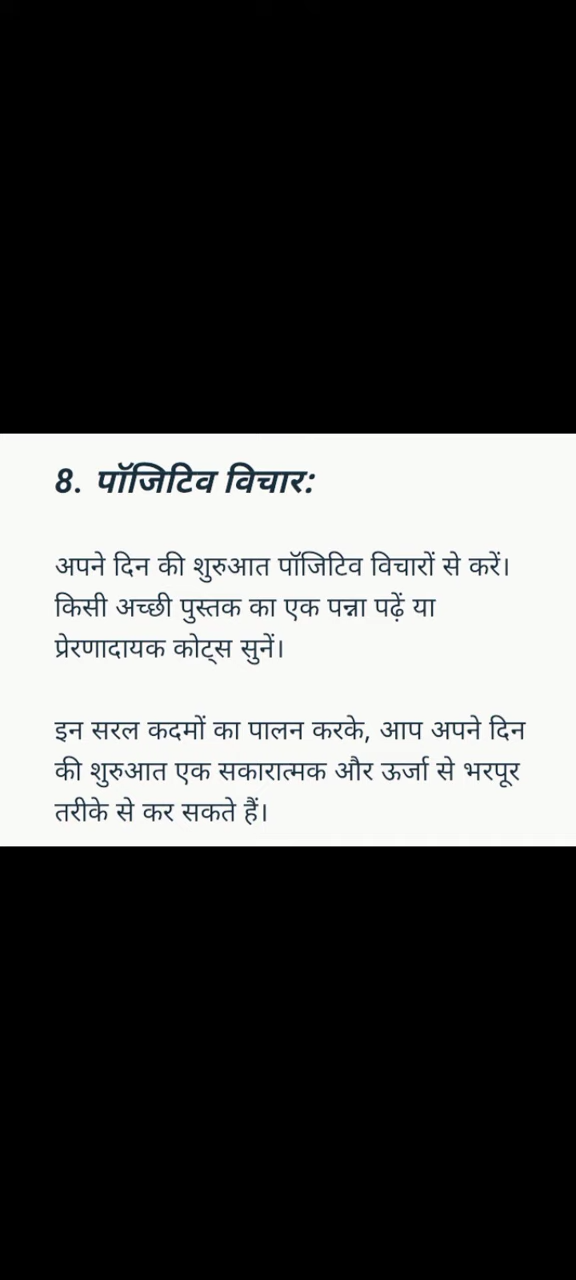 8. पॉजिटिव विचार:
अपने दिन की शुरुआत पॉजिटिव विचारों से करें।
किसी अच्छी पुस्तक का एक पन्ना पढ़ें या
प्रेरणादायक कोट्स सुनें।
इन सरल कदमों का पालन करके, आप अपने दिन
की शुरुआत एक सकारात्मक और ऊर्जा से भरपूर
तरीके से कर सकते हैं।